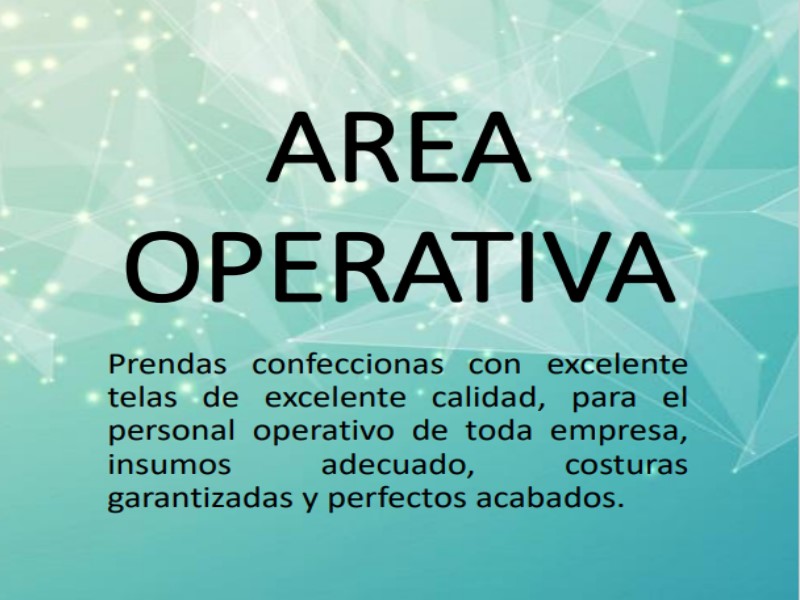 AREA
OPERATIVA
Prendas confeccionas con excelente
telas de excelente calidad, para el
personal operativo de toda empresa,
insumos adecuado, costuras
garantizadas y perfectos acabados.